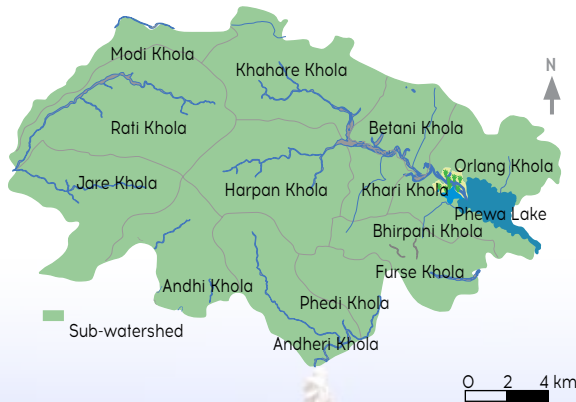 Modi Khola
Khahare Khola
N
Rati Khola
Betani Khola
Orlang Khola
Jare Khola
Harpan Khola
Khari Khola
Phewa Lake
Bhirpani Khola
Furse Khola
Andhi Khola
Phedi Khola
Sub-watershed
Andheri Khola
0 2 4 km